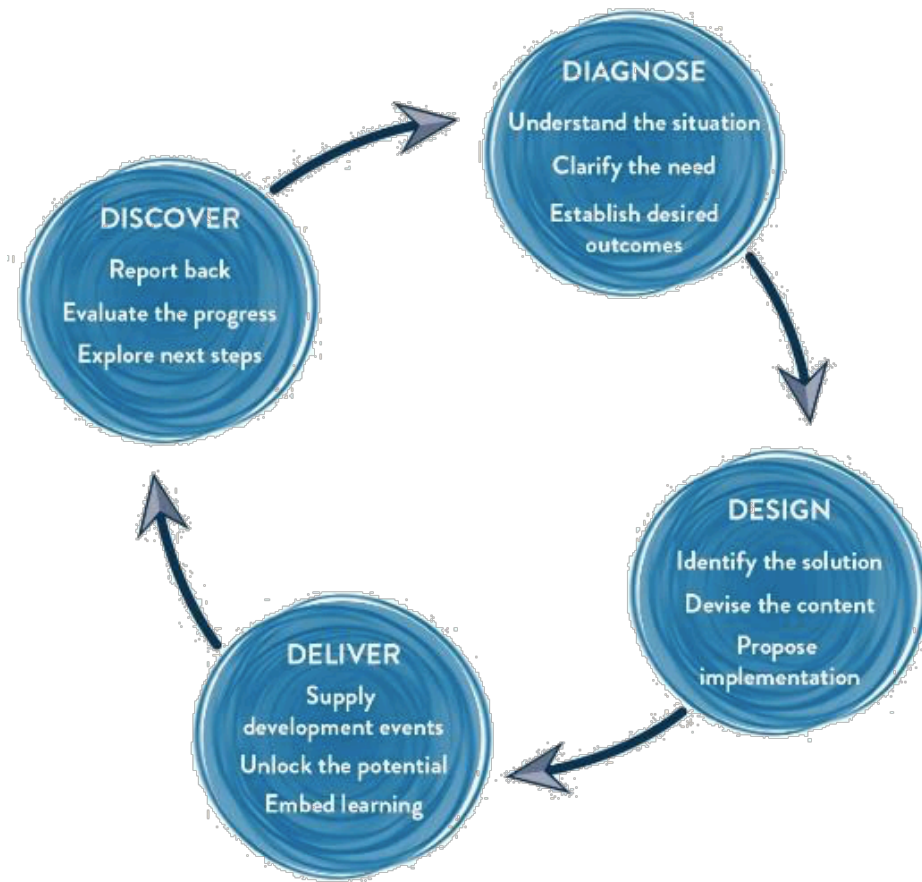 DIAGNOSE
Understand the situation
Clarify the need
Establish desired
outcomes
DESIGN
Identify the solution
Devise the content
Propose
implementation
DELIVER
Supply
development events
Unlock the potential
Embed learning
DISCOVER
Report back
Evaluate the progress
Explore next steps